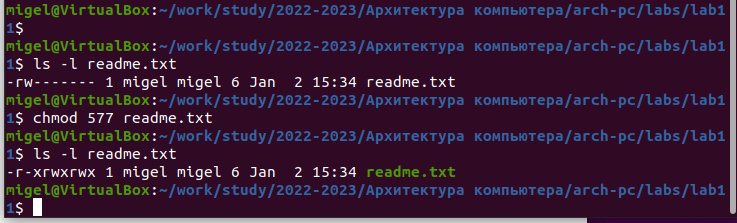 migel@VirtualBox:~/work/study/2022-2023/Архитектура компьютера/arch-pc/labs/lab1
1$
migel@VirtualBox:~/work/study/2022-2023/Архитектура компьютера/arch-pc/labs/lab1
1$ ls -l readme.txt
-rw------- 1 migel migel 6 Jan  2 15:34 readme.txt
migel@VirtualBox:~/work/study/2022-2023/Архитектура компьютера/arch-pc/labs/lab1
1$ chmod 577 readme.txt
migel@VirtualBox:~/work/study/2022-2023/Архитектура компьютера/arch-pc/labs/lab1
1$ ls -l readme.txt
-r-xrwxrwx 1 migel migel 6 Jan  2 15:34 readme.txt
migel@VirtualBox:~/work/study/2022-2023/Архитектура компьютера/arch-pc/labs/lab1
1$